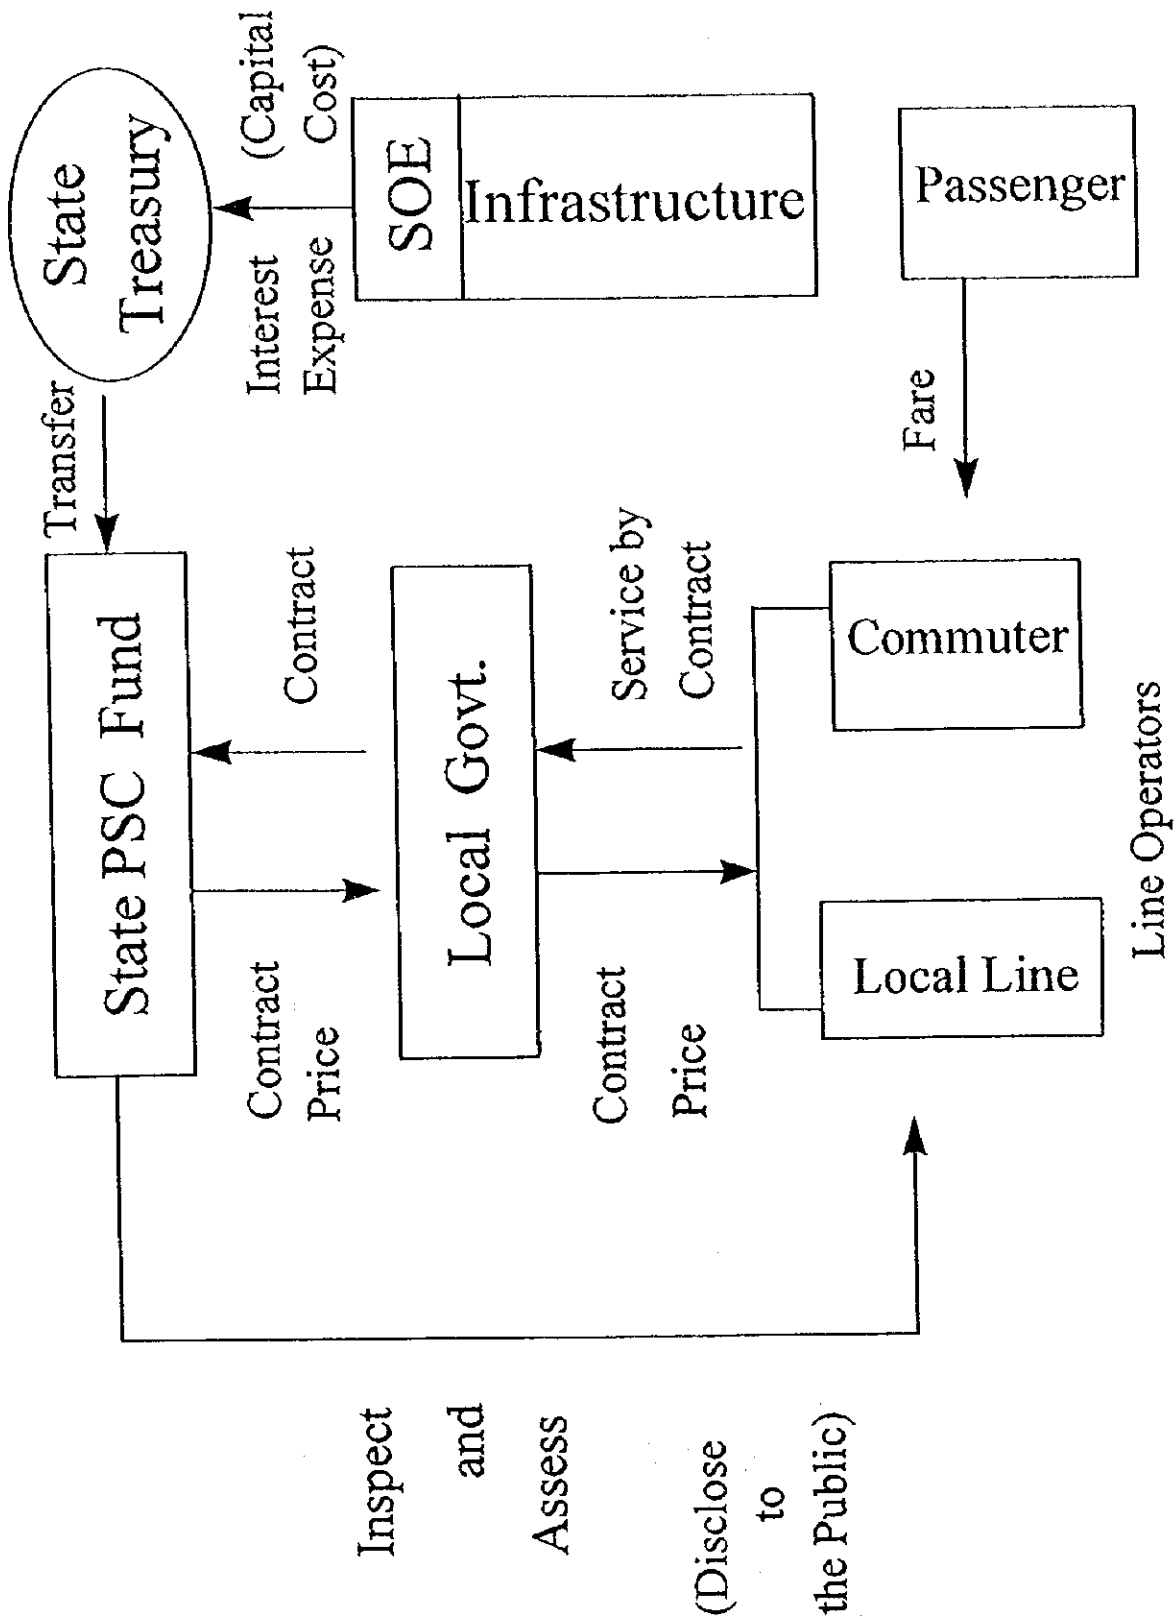 State
Treasury
Transfer
State PSC Fund
Interest
Expense
(Capital
Cost)
SOE
Infrastructure
Contract
Price
Contract
Local Govt.
Contract
Price
Service by
Contract
Local Line
Commuter
Line Operators
Fare
Passenger
Inspect
and
Assess
(Disclose
to
the Public)